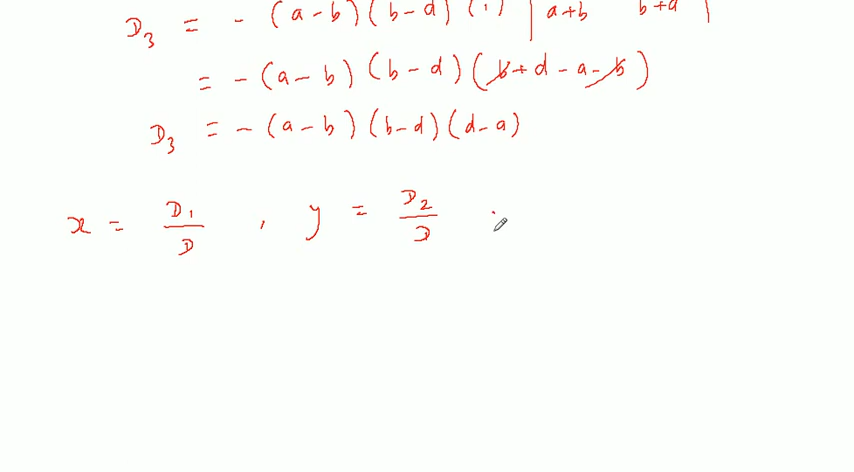 D₃ = - (a-b)(b-d)(1) | a+b b+d |
= -(a-b)(b-d)(b+d-a-b)
D₃ = -(a-b)(b-d)(d-a)
x = D₁/D , y = D₂/D